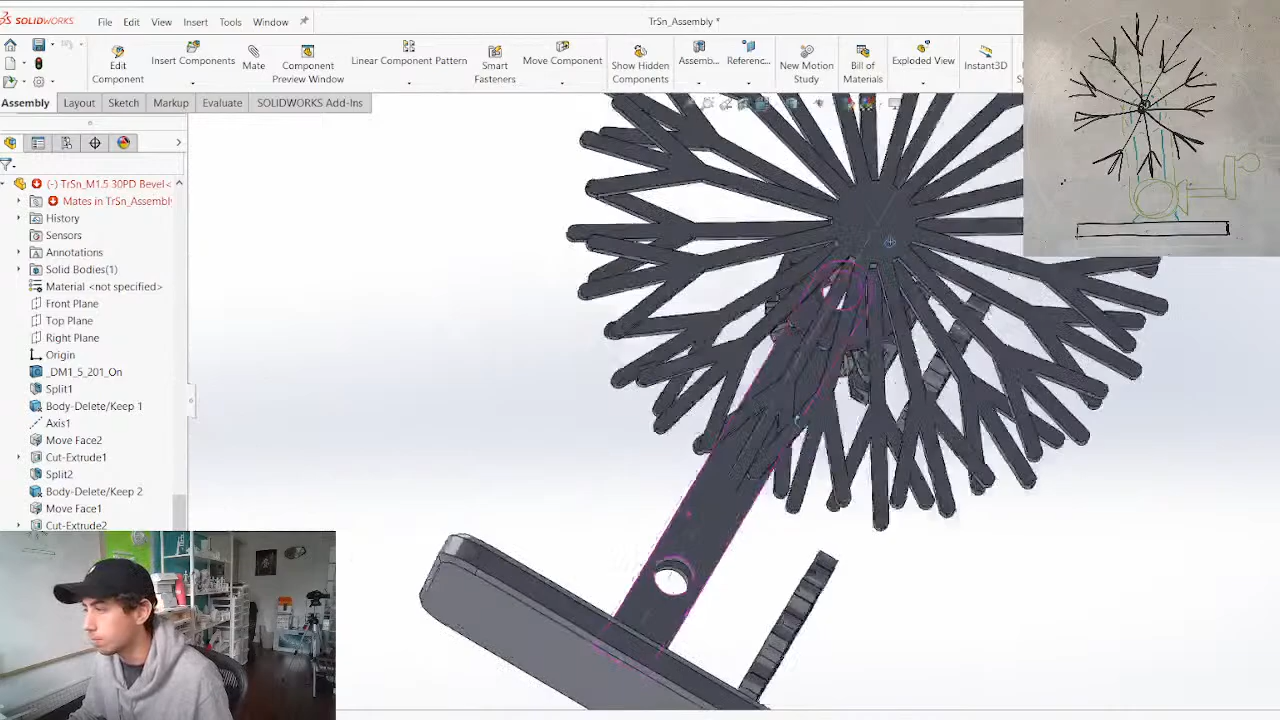 SOLIDWORKS File Edit View Insert Tools Window TrSn_Assembly *
Edit Component
Insert Components
Mate
Component Preview Window
Linear Component Pattern
Smart Fasteners
Move Component
Show Hidden Components
Assemb...
Referenc...
New Motion Study
Bill of Materials
Exploded View
Instant3D
Assembly Layout Sketch Markup Evaluate SOLIDWORKS Add-Ins
(-) TrSn_M1.5 30PD Bevel<
Mates in TrSn_Assembl
History
Sensors
Annotations
Solid Bodies(1)
Material <not specified>
Front Plane
Top Plane
Right Plane
Origin
_DM1_5_201_On
Split1
Body-Delete/Keep 1
Axis1
Move Face2
Cut-Extrude1
Split2
Body-Delete/Keep 2
Move Face1
Cut-Extrude2